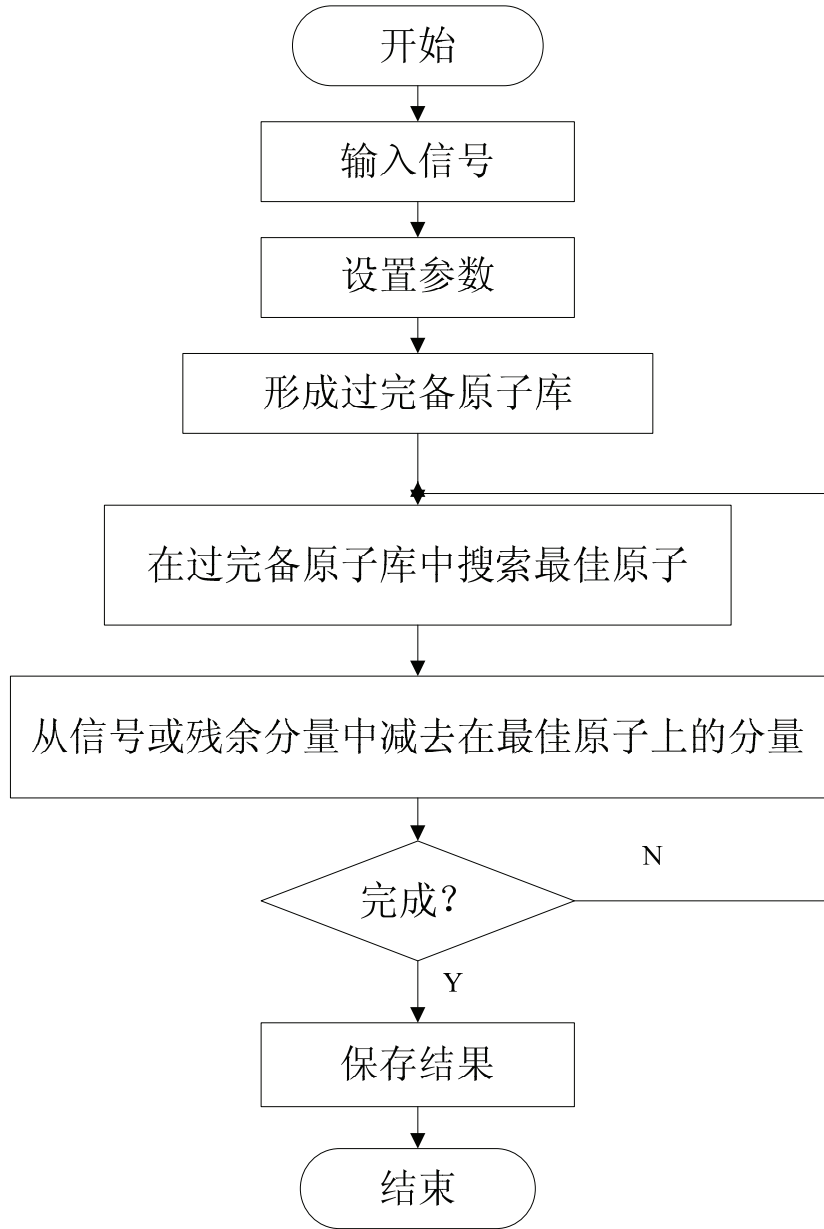 开始
输入信号
设置参数
形成过完备原子库
在过完备原子库中搜索最佳原子
从信号或残余分量中减去在最佳原子上的分量
完成?
N
Y
保存结果
结束